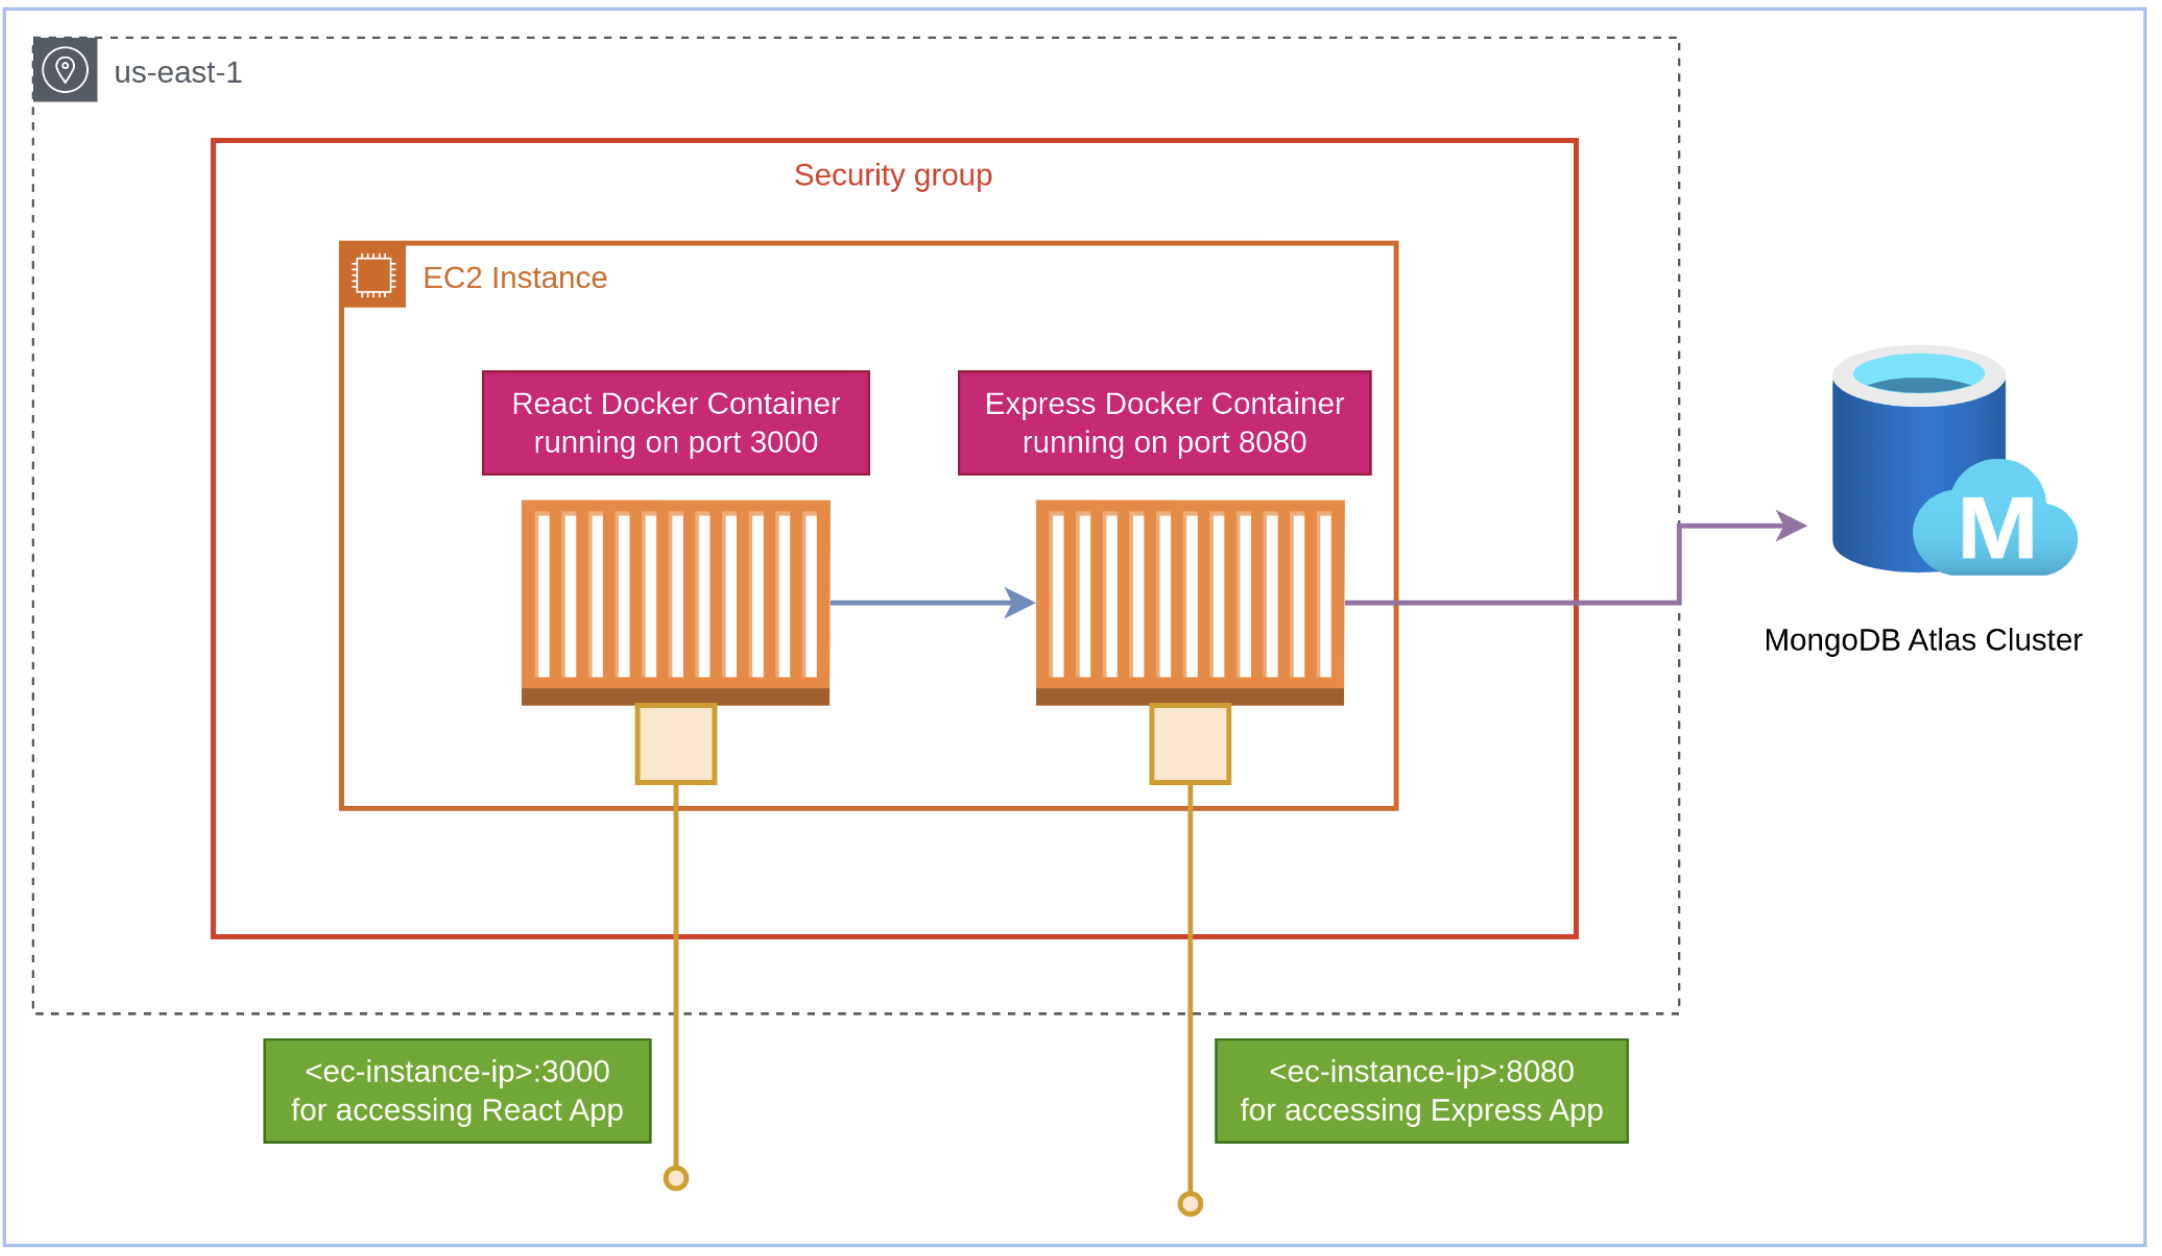 us-east-1
Security group
EC2 Instance
React Docker Container
running on port 3000
Express Docker Container
running on port 8080
M
MongoDB Atlas Cluster
<ec-instance-ip>:3000
for accessing React App
<ec-instance-ip>:8080
for accessing Express App